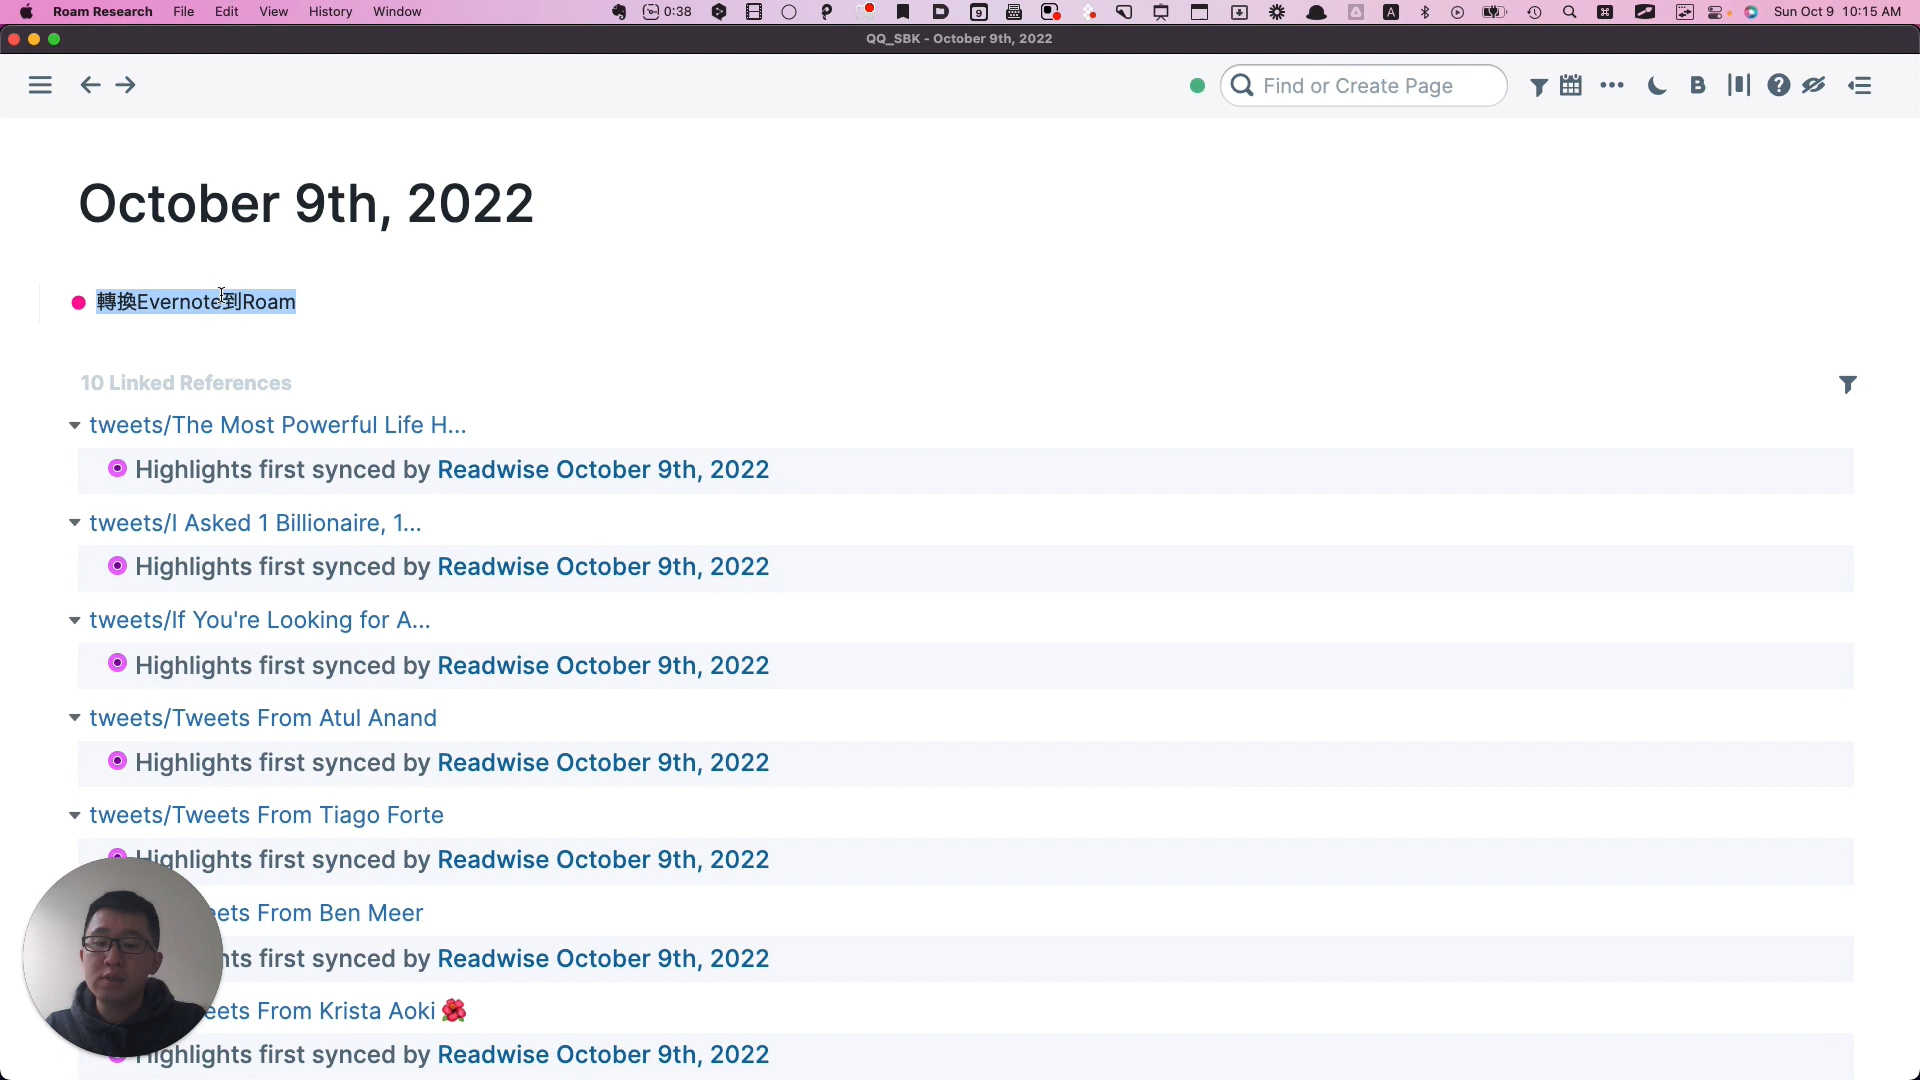 Roam Research File Edit View History Window 0:38 9 A Sun Oct 9 10:15 AM
QQ_SBK - October 9th, 2022
Find or Create Page B
October 9th, 2022
轉換Evernote到Roam
10 Linked References
tweets/The Most Powerful Life H...
Highlights first synced by Readwise October 9th, 2022
tweets/I Asked 1 Billionaire, 1...
Highlights first synced by Readwise October 9th, 2022
tweets/If You're Looking for A...
Highlights first synced by Readwise October 9th, 2022
tweets/Tweets From Atul Anand
Highlights first synced by Readwise October 9th, 2022
tweets/Tweets From Tiago Forte
Highlights first synced by Readwise October 9th, 2022
eets From Ben Meer
hts first synced by Readwise October 9th, 2022
eets From Krista Aoki 🌺
Highlights first synced by Readwise October 9th, 2022